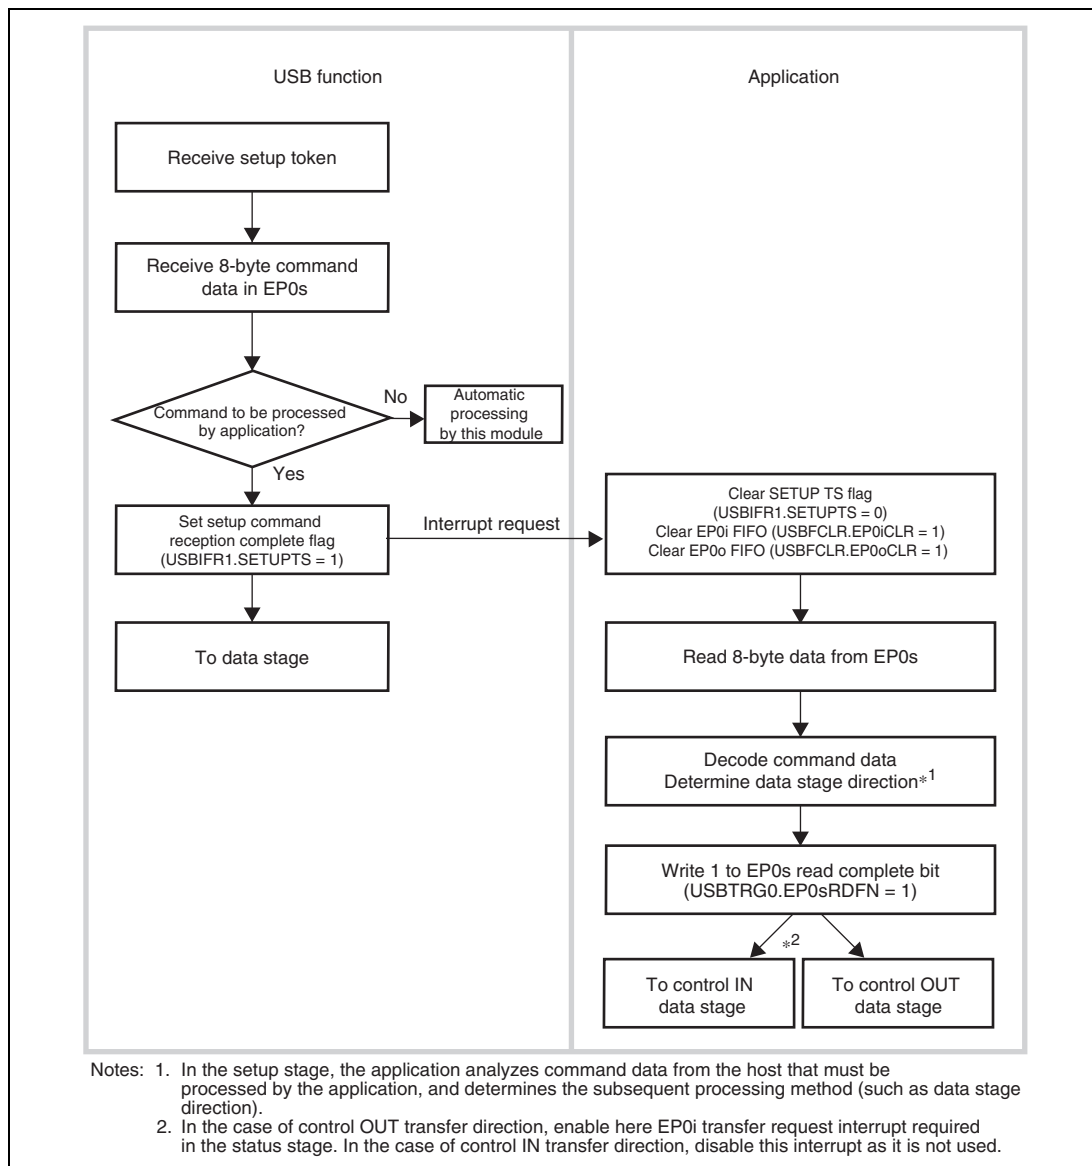 USB function
Application
Receive setup token
Receive 8-byte command
data in EP0s
Command to be processed
by application?
No
Automatic
processing
by this module
Yes
Set setup command
reception complete flag
(USBIFR1.SETUPTS = 1)
Interrupt request
Clear SETUP TS flag
(USBIFR1.SETUPTS = 0)
Clear EP0i FIFO (USBFCLR.EP0iCLR = 1)
Clear EP0o FIFO (USBFCLR.EP0oCLR = 1)
To data stage
Read 8-byte data from EP0s
Decode command data
Determine data stage direction*1
Write 1 to EP0s read complete bit
(USBTRG0.EP0sRDFN = 1)
*2
To control IN
data stage
To control OUT
data stage
Notes: 1. In the setup stage, the application analyzes command data from the host that must be
processed by the application, and determines the subsequent processing method (such as data stage
direction).
2. In the case of control OUT transfer direction, enable here EP0i transfer request interrupt required
in the status stage. In the case of control IN transfer direction, disable this interrupt as it is not used.